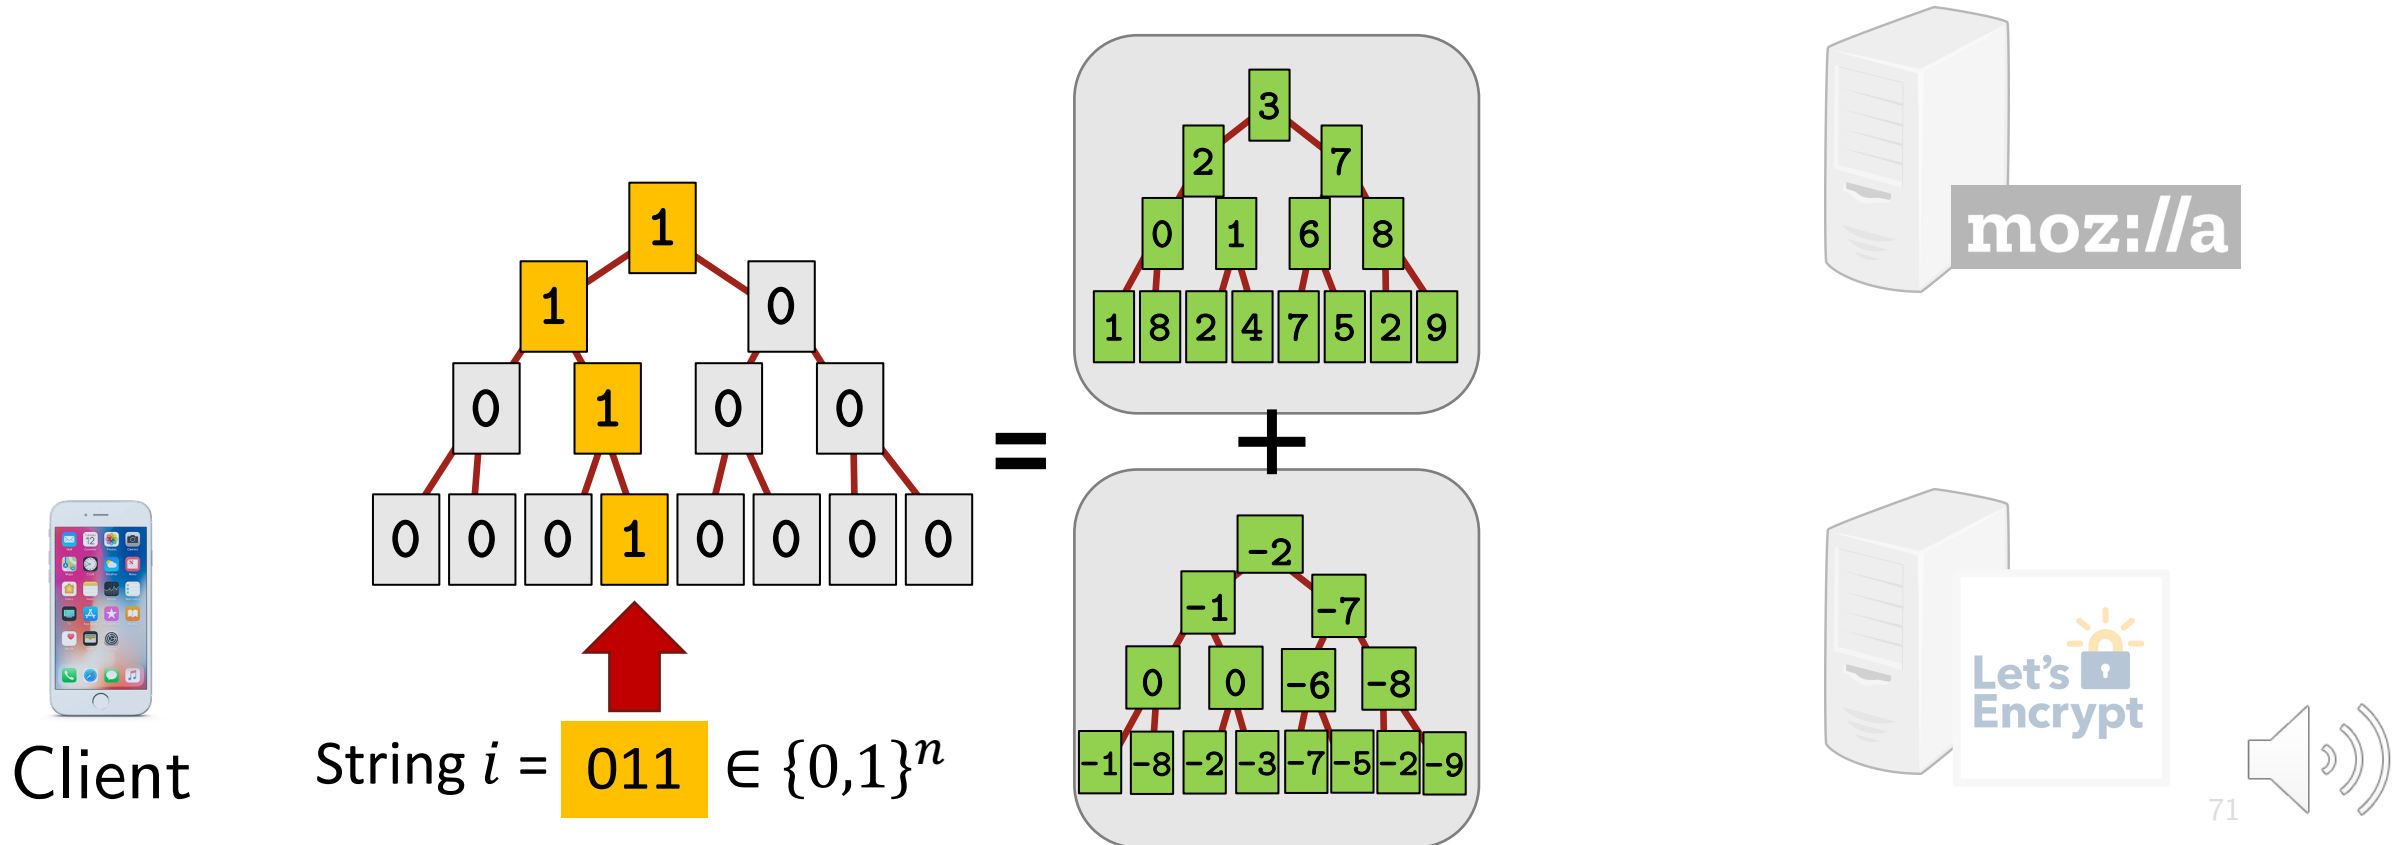 3
2 7
0 1 6 8
1 8 2 4 7 5 2 9
1
1 0
0 1 0 0
0 0 0 1 0 0 0 0
=
+
-2
-1 -7
0 0 -6 -8
-1 -8 -2 -3 -7 -5 -2 -9
Client
String i = 011 ∈ {0,1}ⁿ
moz://a
Let's
Encrypt
71